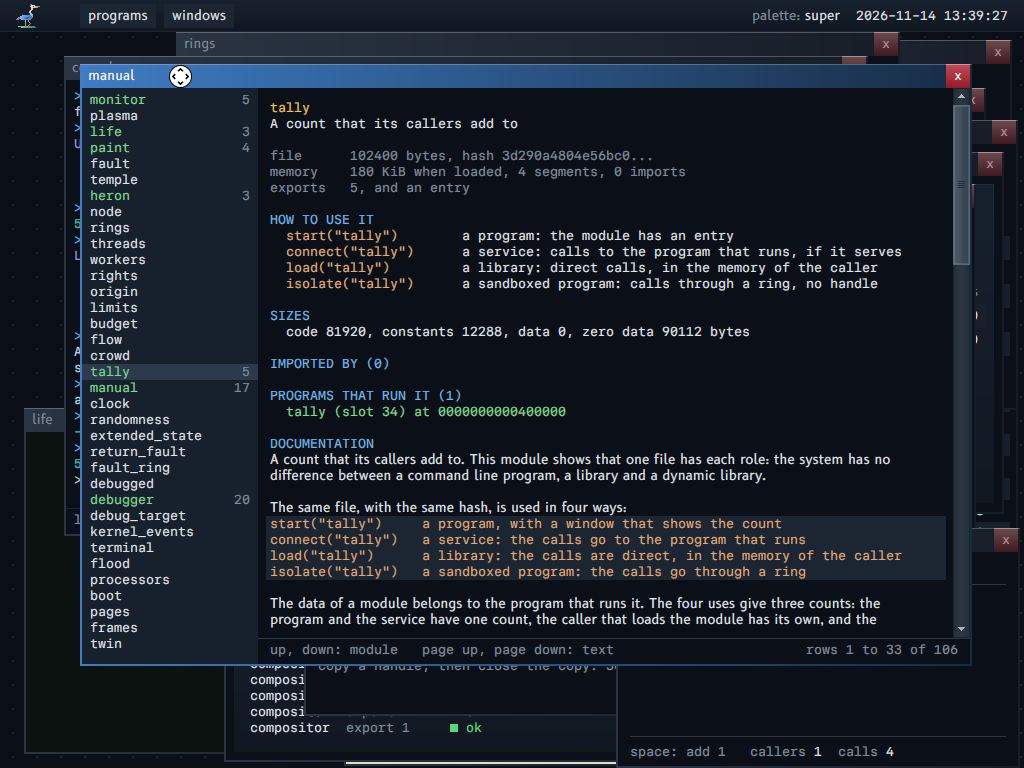 programs windows palette: super 2026-11-14 13:39:27
rings x
x
manual x
monitor 5
plasma
life 3
paint 4
fault
temple
heron 3
node
rings
threads
workers
rights
origin
limits
budget
flow
crowd
tally 5
manual 17
clock
randomness
extended_state
return_fault
fault_ring
debugged
debugger 20
debug_target
kernel_events
terminal
flood
processors
boot
pages
frames
twin
tally
A count that its callers add to
file 102400 bytes, hash 3d290a4804e56bc0...
memory 180 KiB when loaded, 4 segments, 0 imports
exports 5, and an entry
HOW TO USE IT
start("tally") a program: the module has an entry
connect("tally") a service: calls to the program that runs, if it serves
load("tally") a library: direct calls, in the memory of the caller
isolate("tally") a sandboxed program: calls through a ring, no handle
SIZES
code 81920, constants 12288, data 0, zero data 90112 bytes
IMPORTED BY (0)
PROGRAMS THAT RUN IT (1)
tally (slot 34) at 0000000000400000
DOCUMENTATION
A count that its callers add to. This module shows that one file has each role: the system has no
difference between a command line program, a library and a dynamic library.
The same file, with the same hash, is used in four ways:
start("tally") a program, with a window that shows the count
connect("tally") a service: the calls go to the program that runs
load("tally") a library: the calls are direct, in the memory of the caller
isolate("tally") a sandboxed program: the calls go through a ring
The data of a module belongs to the program that runs it. The four uses give three counts: the
program and the service have one count, the caller that loads the module has its own, and the
up, down: module page up, page down: text rows 1 to 33 of 106
x
x
x
life
x
copy a handle, then close the copy:
compositor export 1 ok
space: add 1 callers 1 calls 4